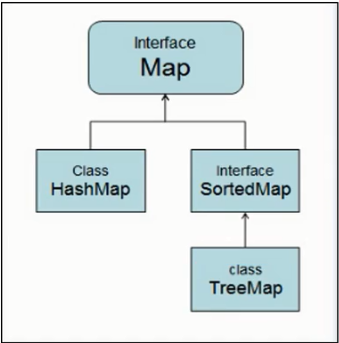 Interface
Map
Class
HashMap
Interface
SortedMap
class
TreeMap